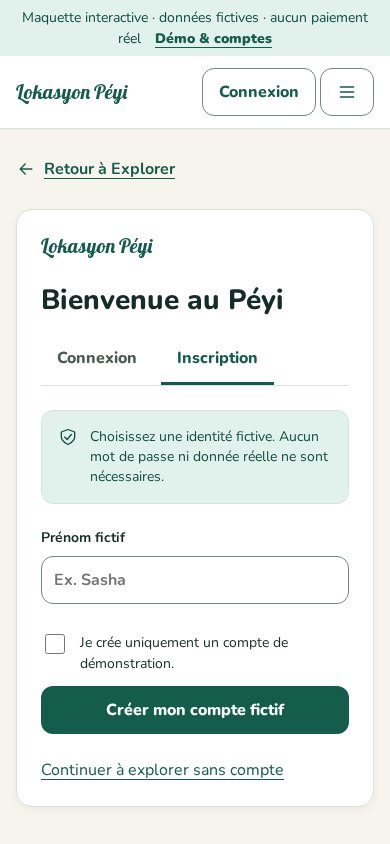 Maquette interactive · données fictives · aucun paiement
réel Démo & comptes
Lokasyon Péyi
Connexion
Retour à Explorer
Lokasyon Péyi
Bienvenue au Péyi
Connexion
Inscription
Choisissez une identité fictive. Aucun
mot de passe ni donnée réelle ne sont
nécessaires.
Prénom fictif
Ex. Sasha
Je crée uniquement un compte de
démonstration.
Créer mon compte fictif
Continuer à explorer sans compte